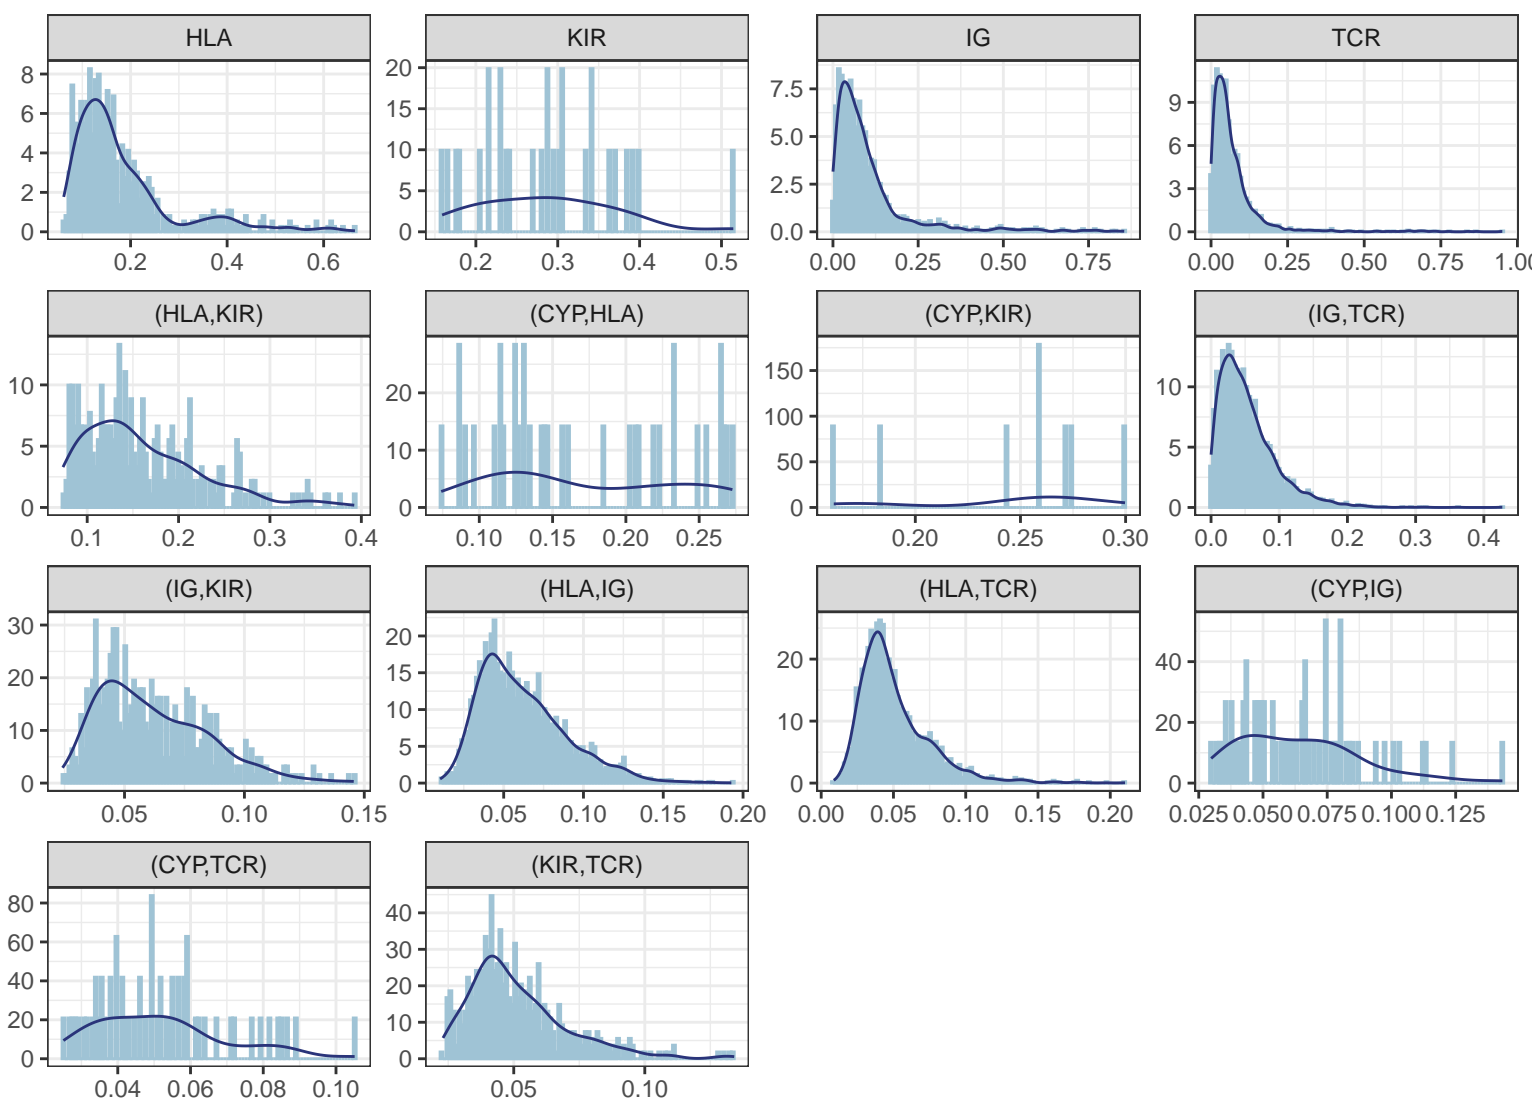 HLA KIR IG TCR
8 6 4 2 0
20 15 10 5 0
7.5 5.0 2.5 0.0
9 6 3 0
0.2 0.4 0.6
0.2 0.3 0.4 0.5
0.00 0.25 0.50 0.75
0.00 0.25 0.50 0.75 1.00
(HLA,KIR) (CYP,HLA) (CYP,KIR) (IG,TCR)
10 5 0
20 10 0
150 100 50 0
10 5 0
0.1 0.2 0.3 0.4
0.10 0.15 0.20 0.25
0.20 0.25 0.30
0.0 0.1 0.2 0.3 0.4
(IG,KIR) (HLA,IG) (HLA,TCR) (CYP,IG)
30 20 10 0
20 15 10 5 0
20 10 0
40 20 0
0.05 0.10 0.15
0.05 0.10 0.15 0.20
0.00 0.05 0.10 0.15 0.20
0.025 0.050 0.075 0.100 0.125
(CYP,TCR) (KIR,TCR)
80 60 40 20 0
40 30 20 10 0
0.04 0.06 0.08 0.10
0.05 0.10